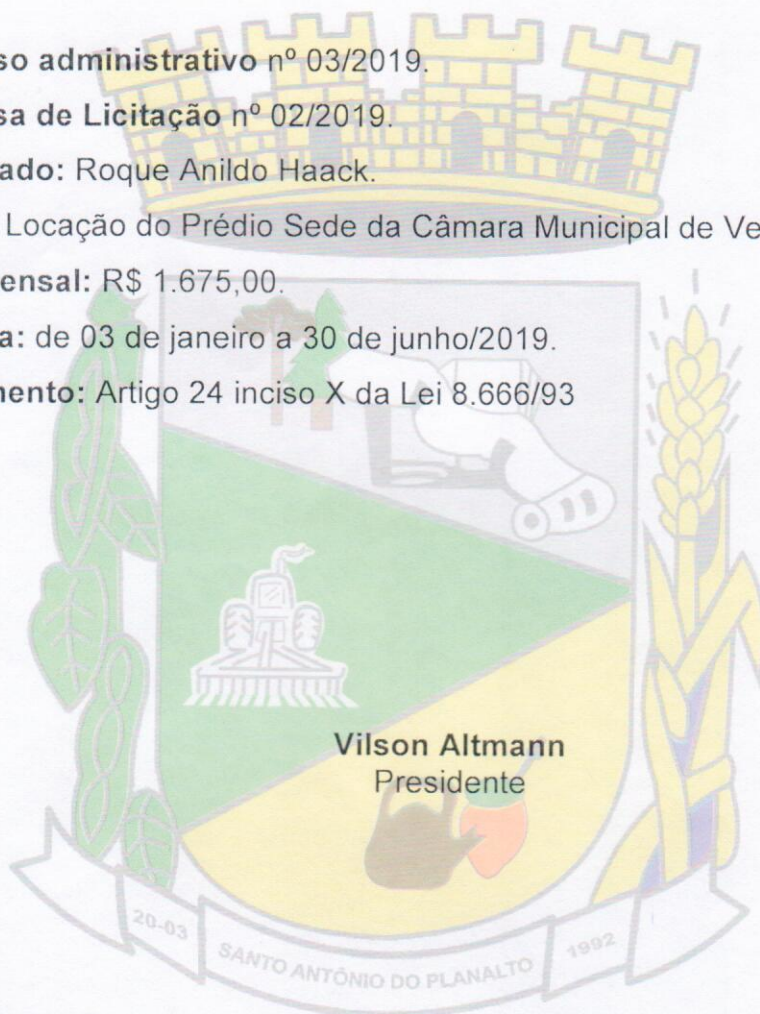 so administrativo nº 03/2019.
sa de Licitação nº 02/2019.
ado: Roque Anildo Haack.
Locação do Prédio Sede da Câmara Municipal de Ve
ensal: R$ 1.675,00.
a: de 03 de janeiro a 30 de junho/2019.
nento: Artigo 24 inciso X da Lei 8.666/93
Vilson Altmann
Presidente
20-03 SANTO ANTÔNIO DO PLANALTO 1992